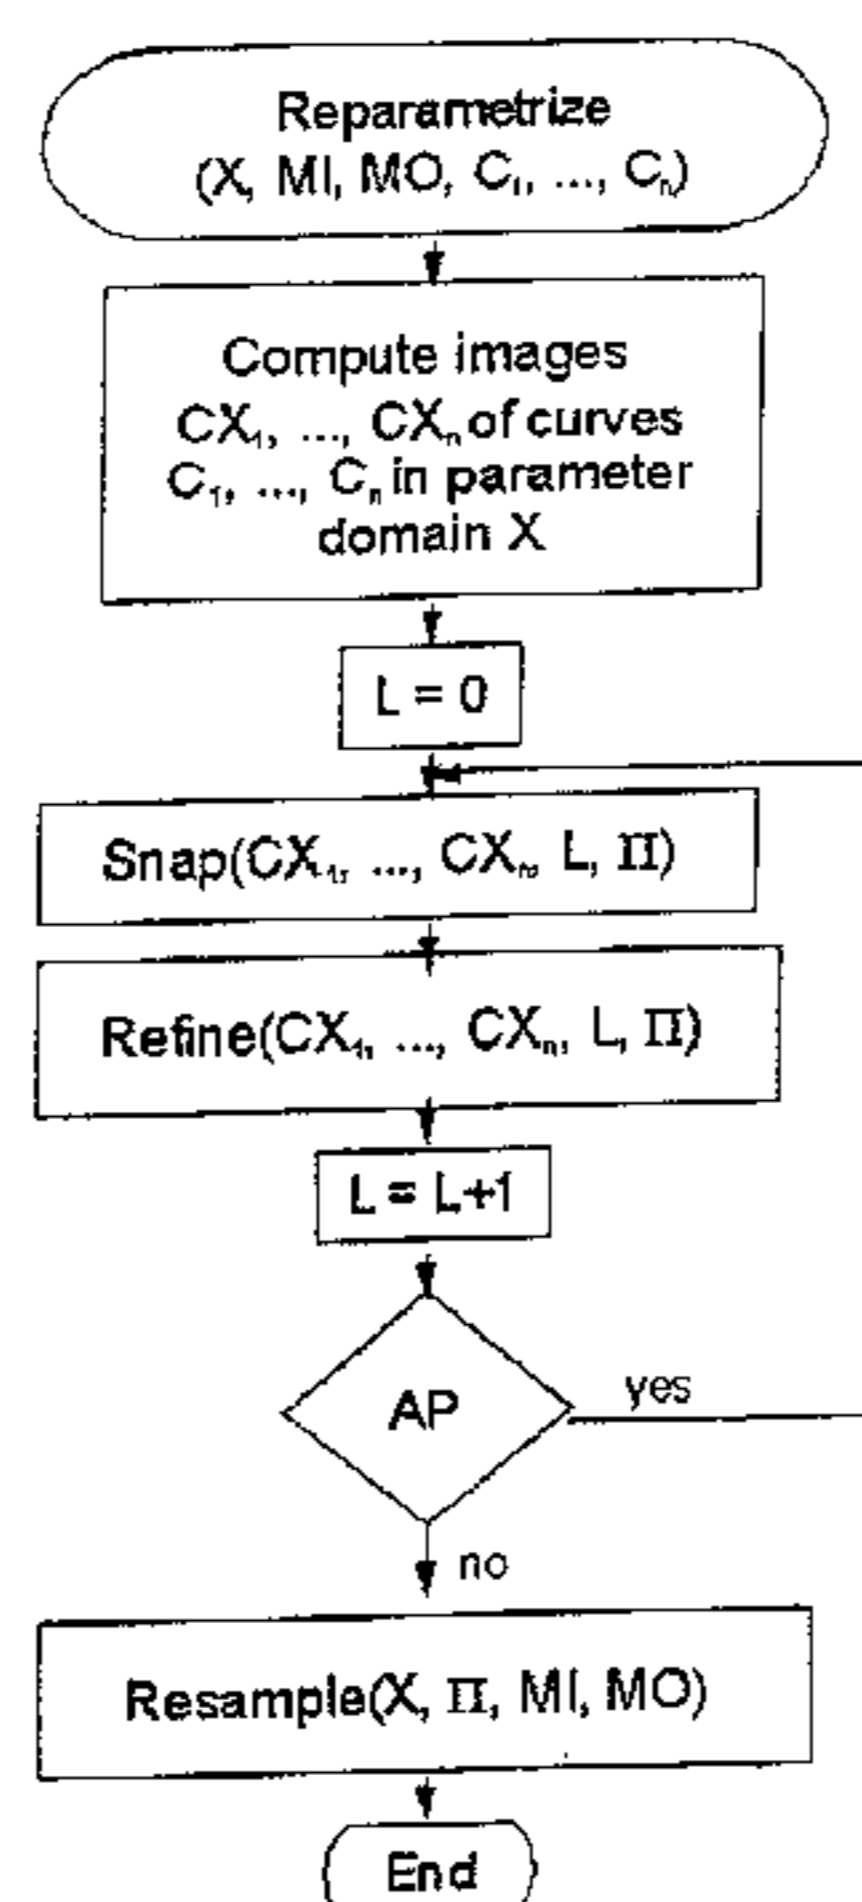 Reparametrize
(X, MI, MO, C₁, ..., Cₙ)
Compute images
CX₁, ..., CXₙ of curves
C₁, ..., Cₙ in parameter
domain X
L = 0
Snap(CX₁, ..., CXₙ, L, Π)
Refine(CX₁, ..., CXₙ, L, Π)
L = L+1
AP
yes
no
Resample(X, Π, MI, MO)
End